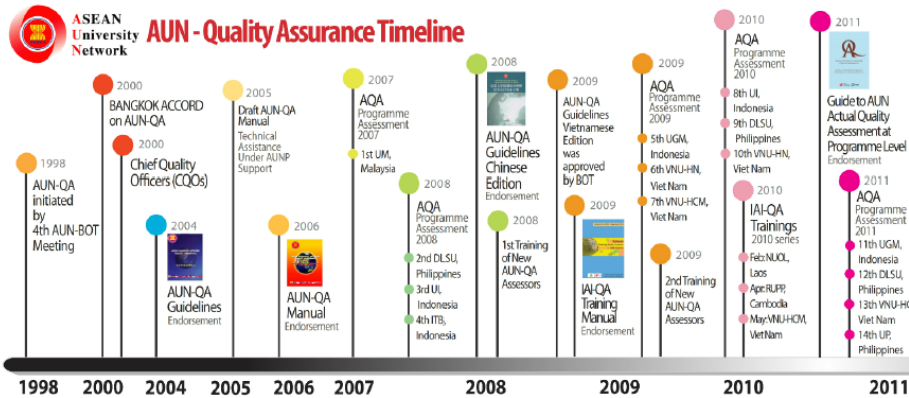 ASEAN
University
Network
AUN - Quality Assurance Timeline
1998
AUN-QA
initiated
by
4th AUN-BOT
Meeting
2000
BANGKOK ACCORD
on AUN-QA
2000
Chief Quality
Officers (CQOs)
2004
AUN-QA
Guidelines
Endorsement
2005
Draft AUN-QA
Manual
Technical
Assistance
Under AUNP
Support
2006
AUN-QA
Manual
Endorsement
2007
AQA
Programme
Assessment
2007
1st UM,
Malaysia
2008
AQA
Programme
Assessment
2008
2nd DLSU,
Philippines
3rd UI,
Indonesia
4th ITB,
Indonesia
2008
AUN-QA
Guidelines
Chinese
Edition
Endorsement
2008
1st Training
of New
AUN-QA
Assessors
2009
AUN-QA
Guidelines
Vietnamese
Edition
was
approved
by BOT
2009
IAI-QA
Training
Manual
Endorsement
2009
AQA
Programme
Assessment
2009
5th UGM,
Indonesia
6th VNU-HN,
Viet Nam
7th VNU-HCM,
Viet Nam
2009
2nd Training
of New
AUN-QA
Assessors
2010
AQA
Programme
Assessment
2010
8th UI,
Indonesia
9th DLSU,
Philippines
10th VNU-HN,
Viet Nam
2010
IAI-QA
Trainings
2010 series
Feb: NUOL,
Laos
Apr: RUPP,
Cambodia
May: VNU-HCM,
Viet Nam
2011
Guide to AUN
Actual Quality
Assessment at
Programme Level
Endorsement
2011
AQA
Programme
Assessment
2011
11th UGM,
Indonesia
12th DLSU,
Philippines
13th VNU-HC
Viet Nam
14th UP,
Philippines
1998 2000 2004 2005 2006 2007 2008 2009 2010 2011